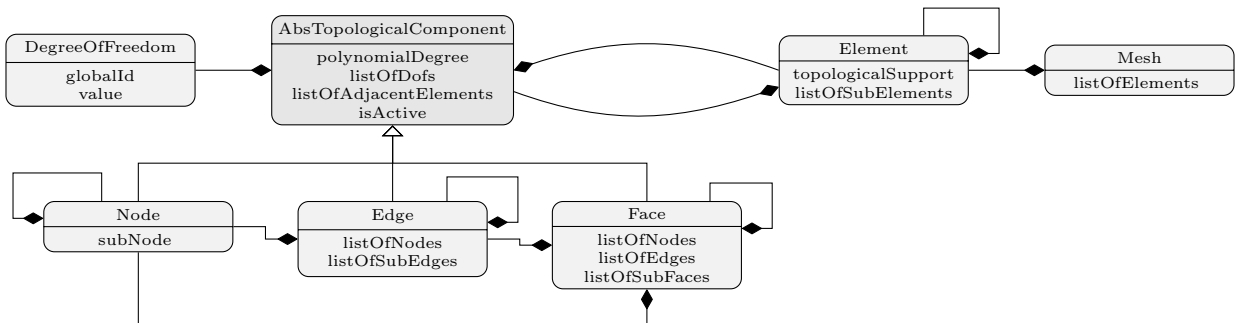 DegreeOfFreedom
globalId
value
AbsTopologicalComponent
polynomialDegree
listOfDofs
listOfAdjacentElements
isActive
Element
topologicalSupport
listOfSubElements
Mesh
listOfElements
Node
subNode
Edge
listOfNodes
listOfSubEdges
Face
listOfNodes
listOfEdges
listOfSubFaces